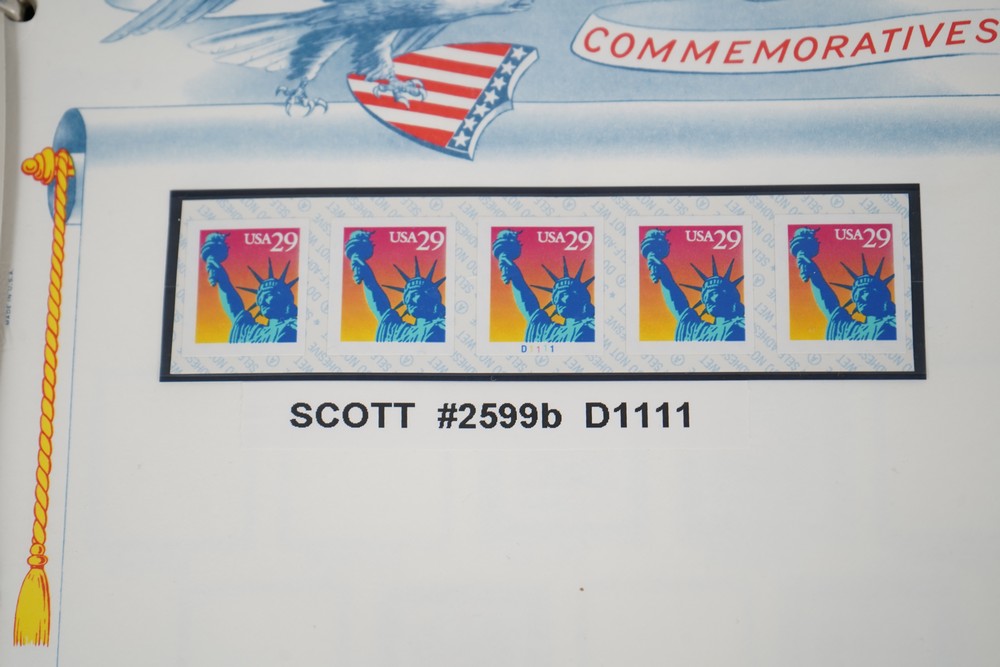 COMMEMORATIVES
USA29 USA29 USA29 USA29 USA29
D1111
SCOTT #2599b D1111